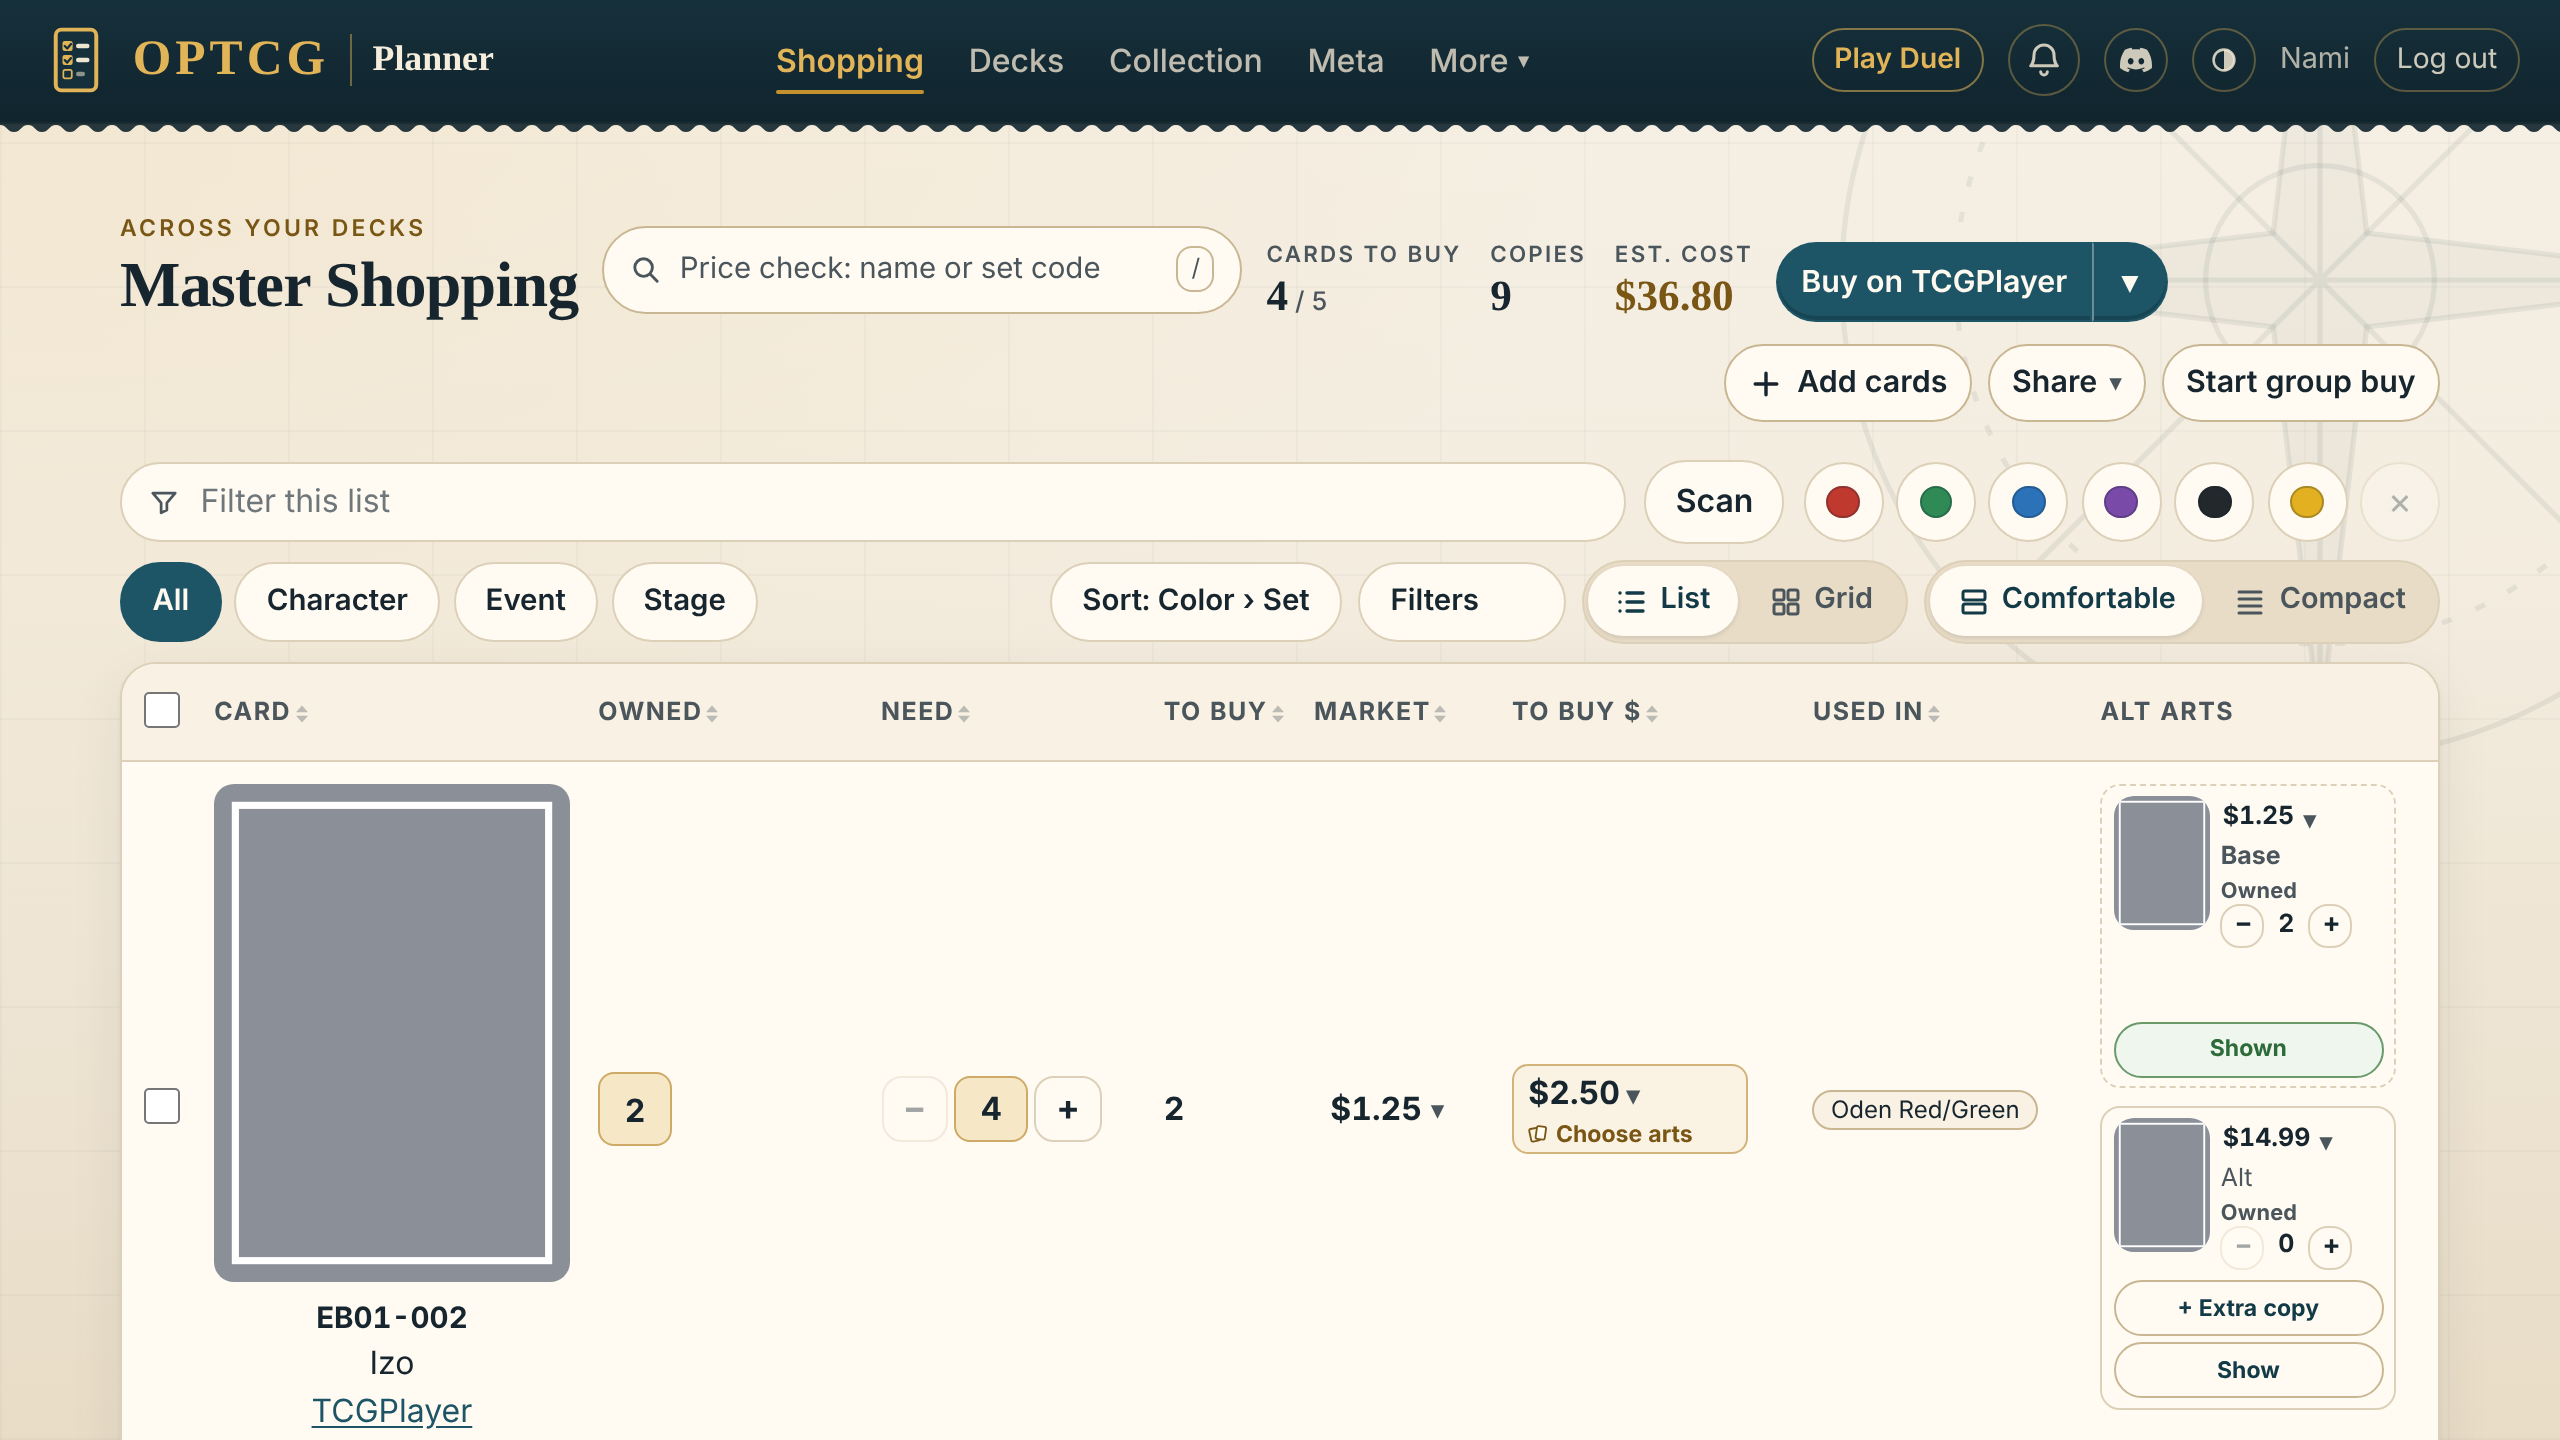 OPTCG Planner
Shopping Decks Collection Meta More ▾
Play Duel Nami Log out
ACROSS YOUR DECKS
Master Shopping
Price check: name or set code /
CARDS TO BUY COPIES EST. COST
4 / 5 9 $36.80
Buy on TCGPlayer ▼
+ Add cards Share ▾ Start group buy
Filter this list Scan ×
All Character Event Stage Sort: Color › Set Filters List Grid Comfortable Compact
CARD OWNED NEED TO BUY MARKET TO BUY $ USED IN ALT ARTS
2 − 4 + 2 $1.25 ▾ $2.50 ▾ Oden Red/Green
Choose arts
EB01-002
Izo
TCGPlayer
$1.25 ▾
Base
Owned
− 2 +
Shown
$14.99 ▾
Alt
Owned
− 0 +
+ Extra copy
Show